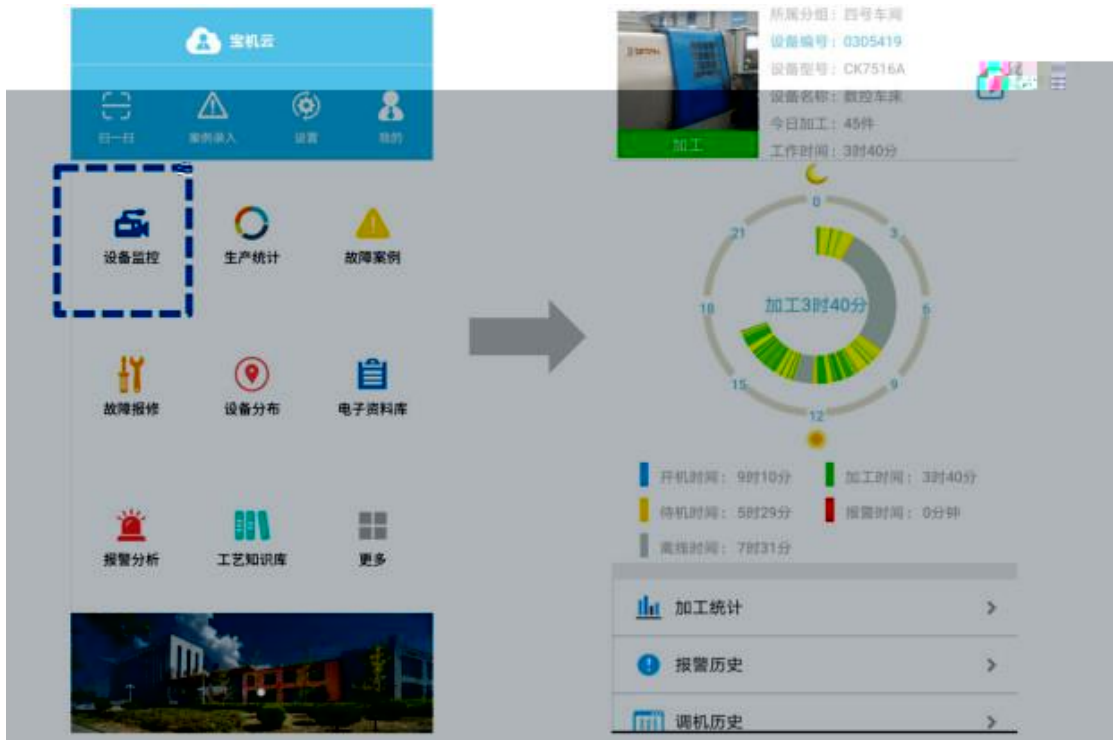 宝机云
扫一扫 案例录入 设置 我的
设备监控 生产统计 故障案例
故障报修 设备分布 电子资料库
报警分析 工艺知识库 更多
所属分组：四号车间
设备编号：0305419
设备型号：CK7516A
设备名称：数控车床
今日加工：45件
工作时间：3时40分
加工
0
3
6
9
12
15
18
21
加工3时40分
开机时间：9时10分 加工时间：3时40分
待机时间：5时29分 报警时间：0分钟
离线时间：7时31分
加工统计
报警历史
调机历史